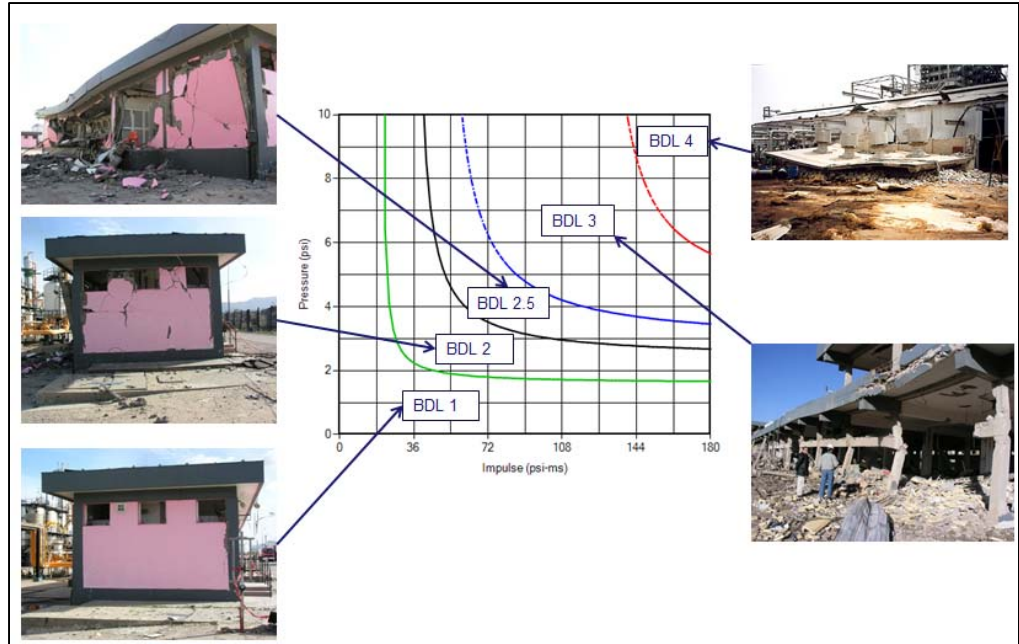 10
8
6
4
2
0
Pressure (psi)
0 36 72 108 144 180
Impulse (psi-ms)
BDL 4
BDL 3
BDL 2.5
BDL 2
BDL 1